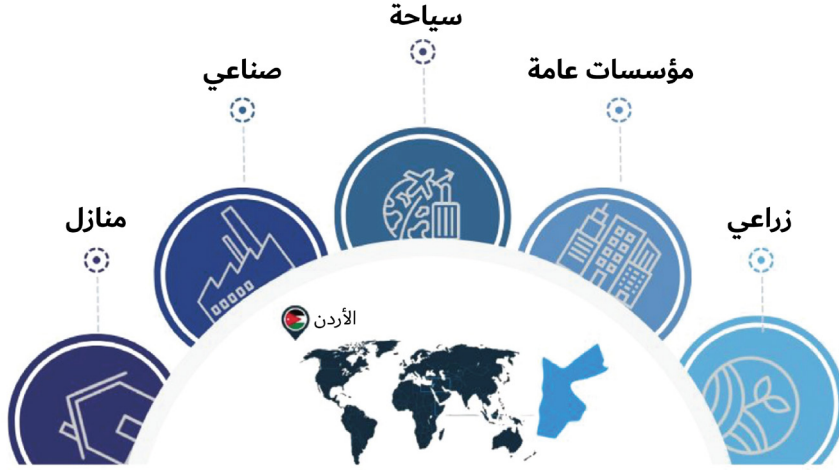 سياحة
مؤسسات عامة
صناعي
زراعي
منازل
الأردن